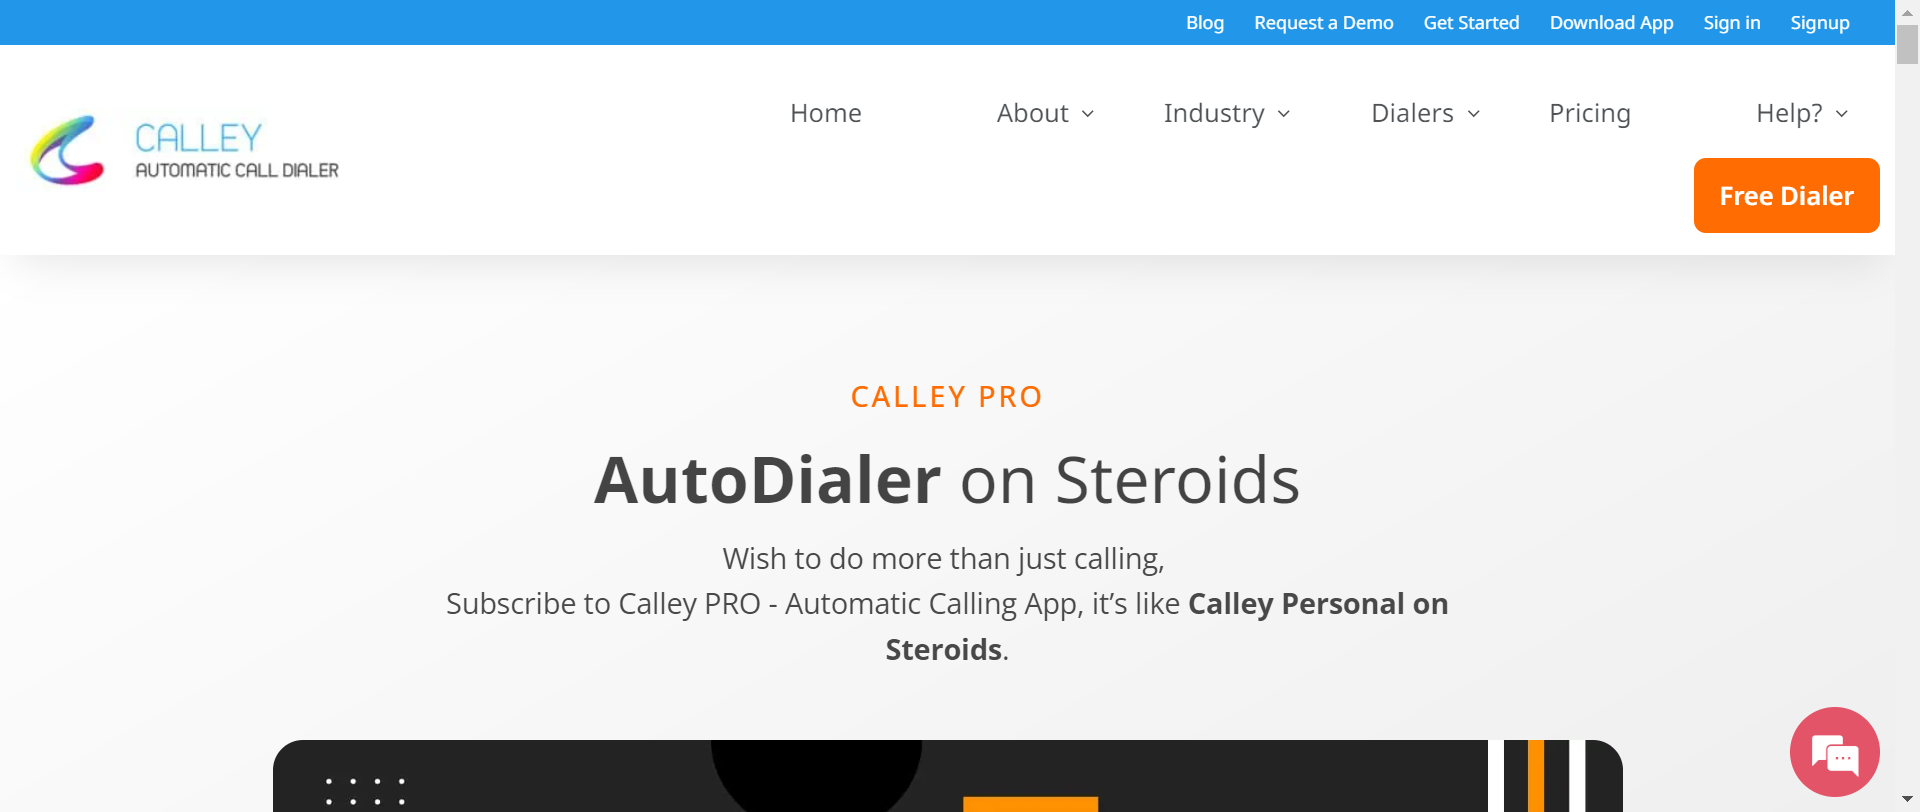 Blog Request a Demo Get Started Download App Sign in Signup
CALLEY
AUTOMATIC CALL DIALER
Home About Industry Dialers Pricing Help?
Free Dialer
CALLEY PRO
AutoDialer on Steroids
Wish to do more than just calling,
Subscribe to Calley PRO - Automatic Calling App, it’s like Calley Personal on
Steroids.